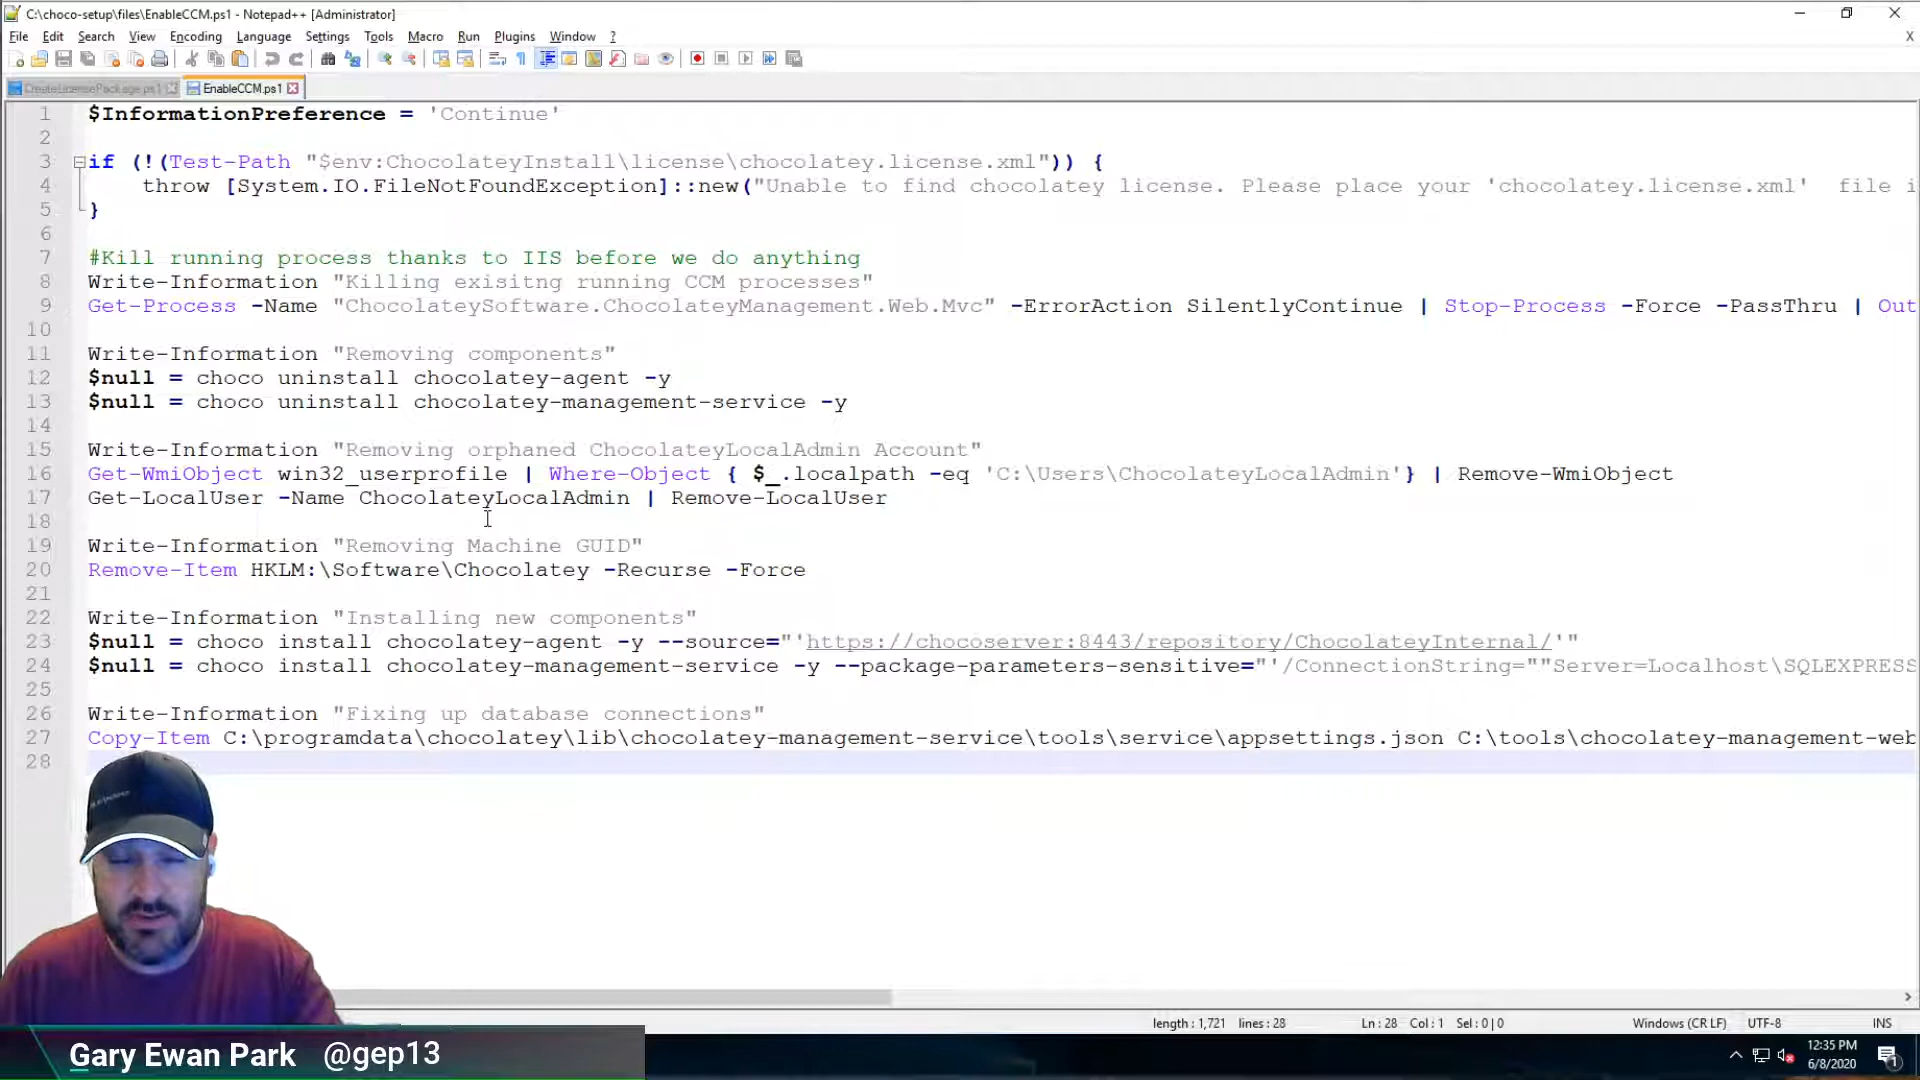 C:\choco-setup\files\EnableCCM.ps1 - Notepad++ [Administrator]
File Edit Search View Encoding Language Settings Tools Macro Run Plugins Window ? X
CreateLicensePackage.ps1 EnableCCM.ps1
1 $InformationPreference = 'Continue'
2
3 if (!(Test-Path "$env:ChocolateyInstall\license\chocolatey.license.xml")) {
4 throw [System.IO.FileNotFoundException]::new("Unable to find chocolatey license. Please place your 'chocolatey.license.xml' file i
5 }
6
7 #Kill running process thanks to IIS before we do anything
8 Write-Information "Killing exisitng running CCM processes"
9 Get-Process -Name "ChocolateySoftware.ChocolateyManagement.Web.Mvc" -ErrorAction SilentlyContinue | Stop-Process -Force -PassThru | Out
10
11 Write-Information "Removing components"
12 $null = choco uninstall chocolatey-agent -y
13 $null = choco uninstall chocolatey-management-service -y
14
15 Write-Information "Removing orphaned ChocolateyLocalAdmin Account"
16 Get-WmiObject win32_userprofile | Where-Object { $_.localpath -eq 'C:\Users\ChocolateyLocalAdmin'} | Remove-WmiObject
17 Get-LocalUser -Name ChocolateyLocalAdmin | Remove-LocalUser
18
19 Write-Information "Removing Machine GUID"
20 Remove-Item HKLM:\Software\Chocolatey -Recurse -Force
21
22 Write-Information "Installing new components"
23 $null = choco install chocolatey-agent -y --source="'https://chocoserver:8443/repository/ChocolateyInternal/'"
24 $null = choco install chocolatey-management-service -y --package-parameters-sensitive="'/ConnectionString=""Server=Localhost\SQLEXPRESS
25
26 Write-Information "Fixing up database connections"
27 Copy-Item C:\programdata\chocolatey\lib\chocolatey-management-service\tools\service\appsettings.json C:\tools\chocolatey-management-web
28
length : 1,721 lines : 28 Ln : 28 Col : 1 Sel : 0 | 0 Windows (CR LF) UTF-8 INS
Gary Ewan Park @gep13
12:35 PM
6/8/2020
1